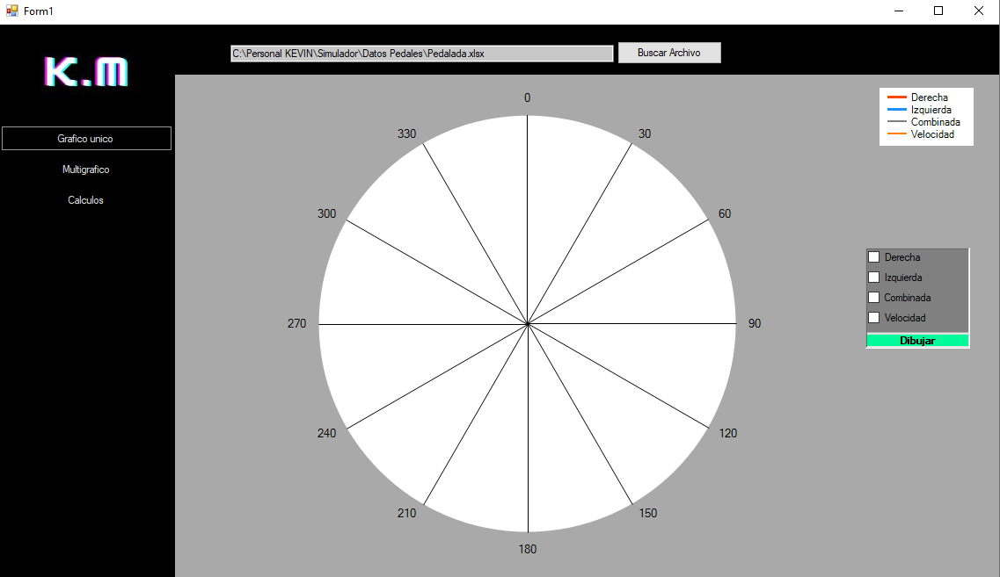 Form1
K.M
C:\Personal KEVIN\Simulador\Datos Pedales\Pedalada.xlsx
Buscar Archivo
Grafico unico
Multigrafico
Calculos
0
30
60
90
120
150
180
210
240
270
300
330
Derecha
Izquierda
Combinada
Velocidad
Derecha
Izquierda
Combinada
Velocidad
Dibujar